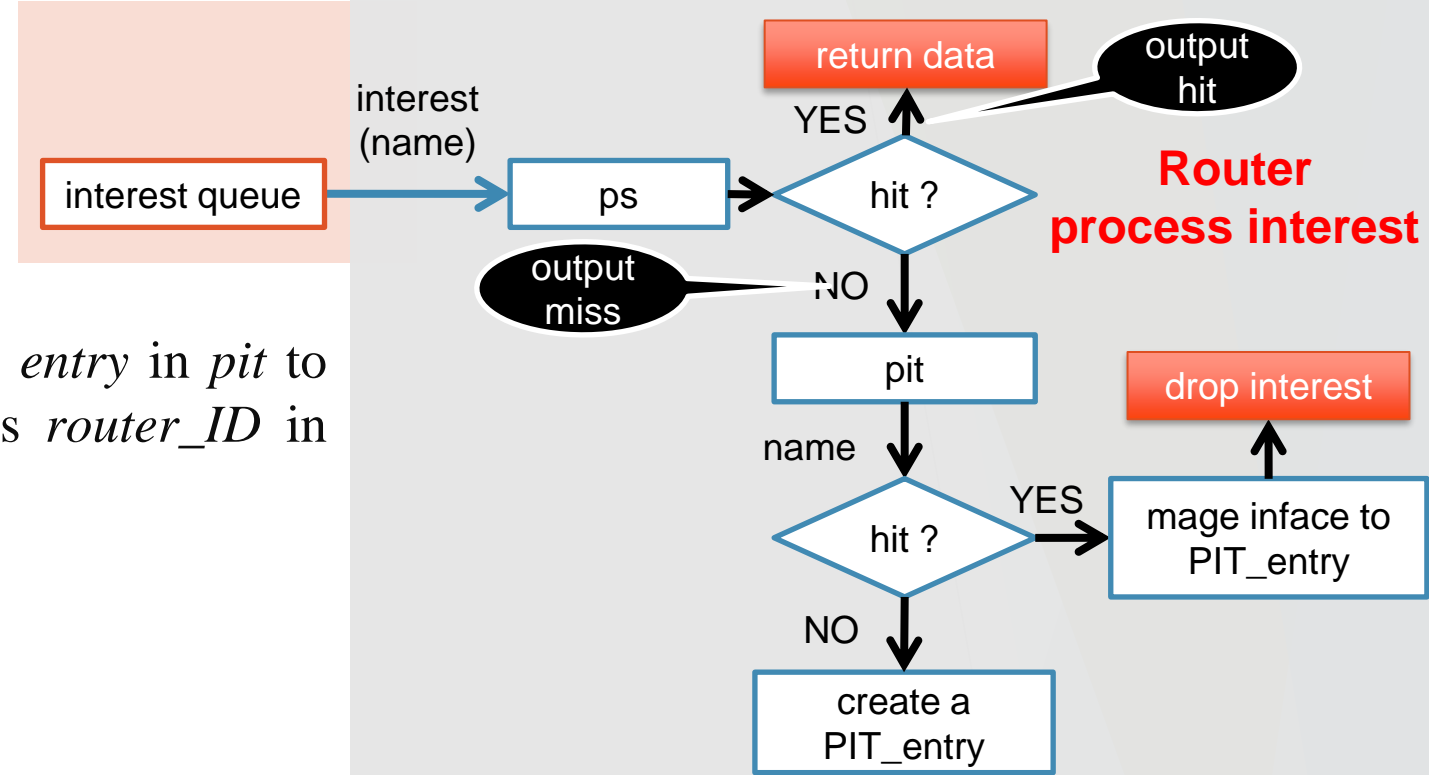 return data
output
hit
interest
(name)
YES
interest queue
ps
hit ?
Router
process interest
output
miss
NO
entry in pit to
s router_ID in
pit
drop interest
name
hit ?
YES
mage inface to
PIT_entry
NO
create a
PIT_entry